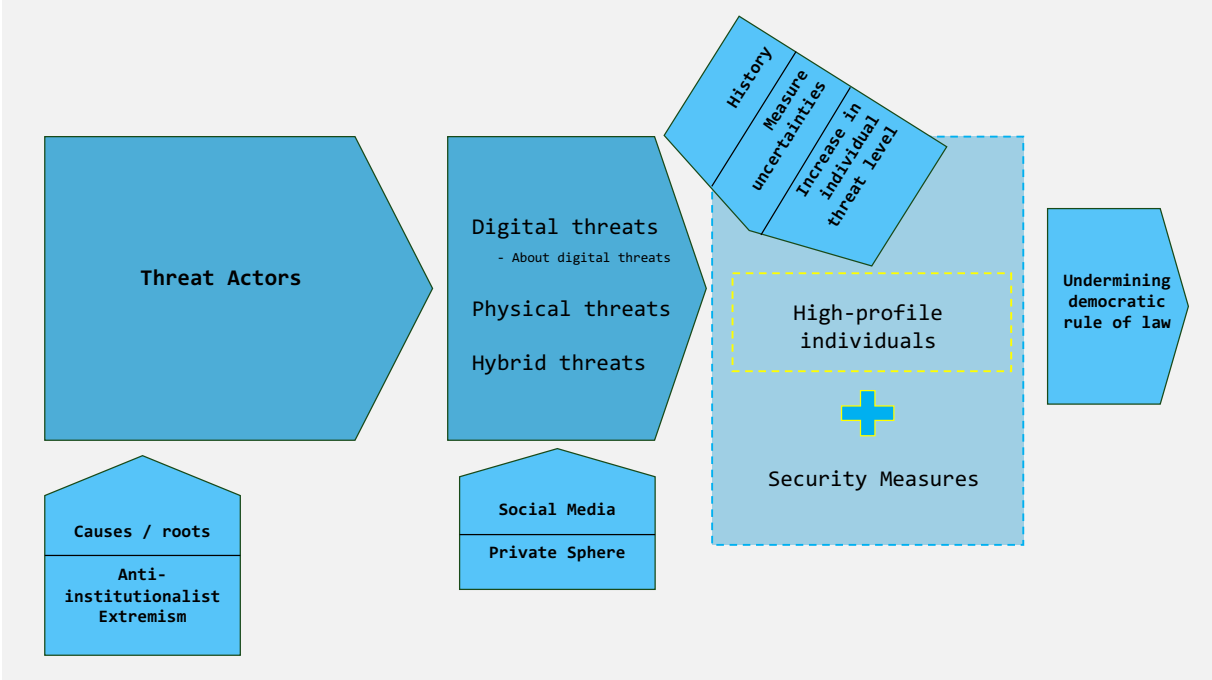 Threat Actors
Causes / roots
Anti-
institutionalist
Extremism
Digital threats
- About digital threats
Physical threats
Hybrid threats
Social Media
Private Sphere
History
Measure
uncertainties
Increase in
individual
threat level
High-profile
individuals
Security Measures
Undermining
democratic
rule of law